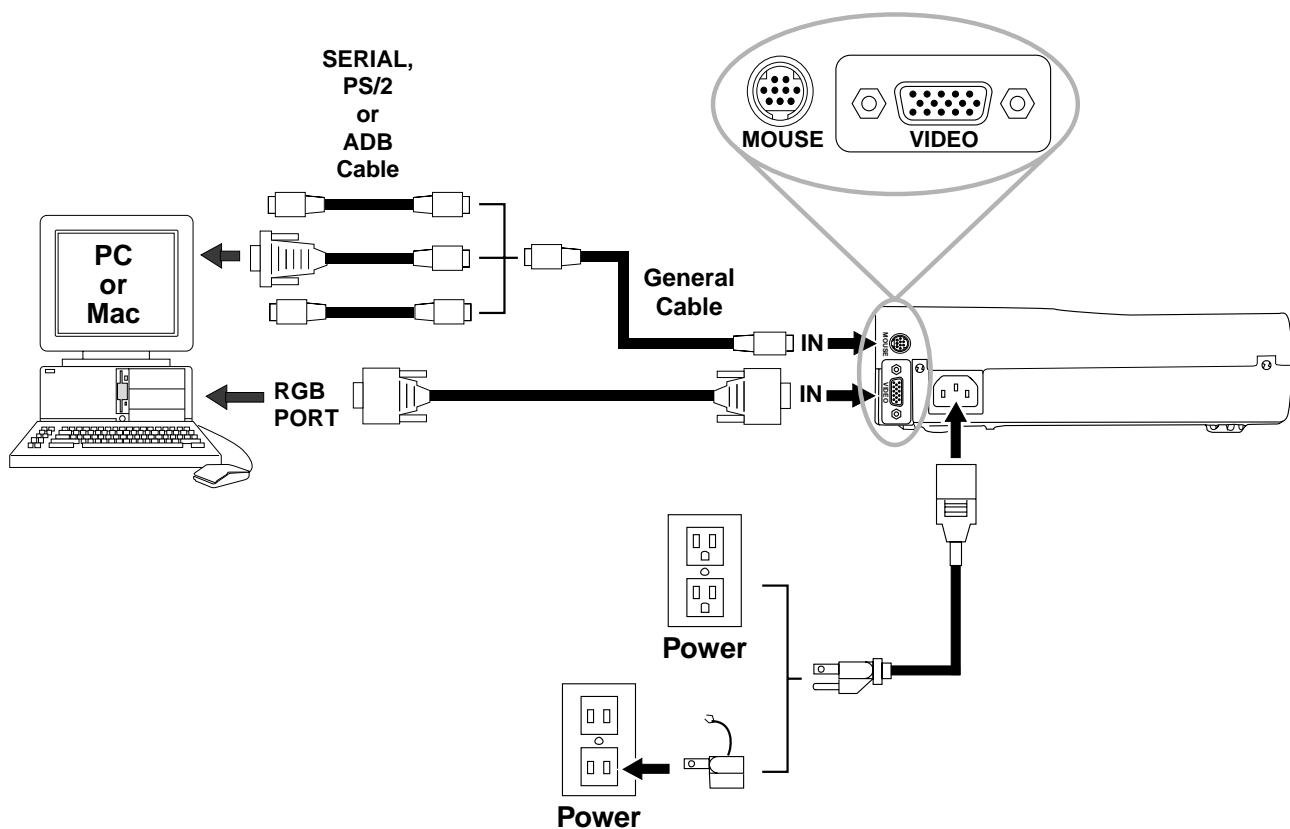 SERIAL,
PS/2
or
ADB
Cable
MOUSE
VIDEO
PC
or
Mac
General
Cable
IN
MOUSE
RGB
PORT
IN
VIDEO
Power
Power